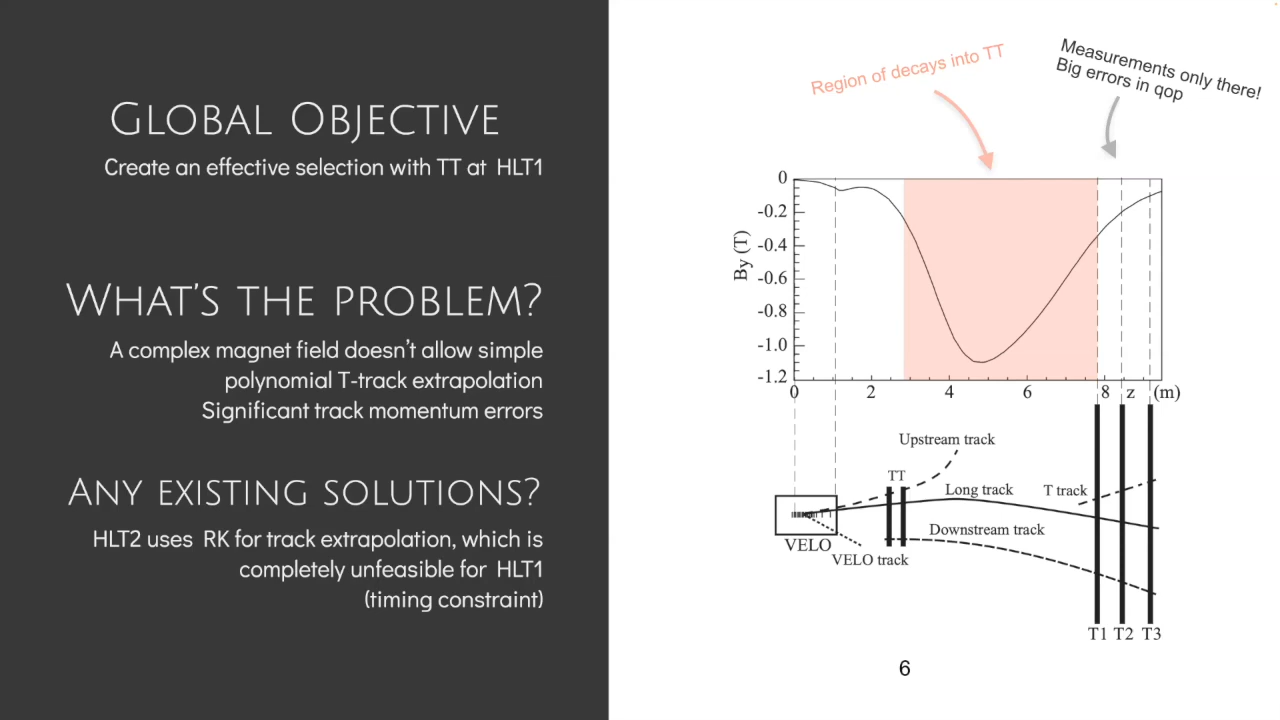 GLOBAL OBJECTIVE
Create an effective selection with TT at HLT1
WHAT'S THE PROBLEM?
A complex magnet field doesn't allow simple
polynomial T-track extrapolation
Significant track momentum errors
ANY EXISTING SOLUTIONS?
HLT2 uses RK for track extrapolation, which is
completely unfeasible for HLT1
(timing constraint)
Region of decays into TT
Measurements only there!
Big errors in qop
By (T)
0
-0.2
-0.4
-0.6
-0.8
-1.0
-1.2
0 2 4 6 8 z (m)
Upstream track
TT
Long track
T track
Downstream track
VELO
VELO track
T1 T2 T3
6